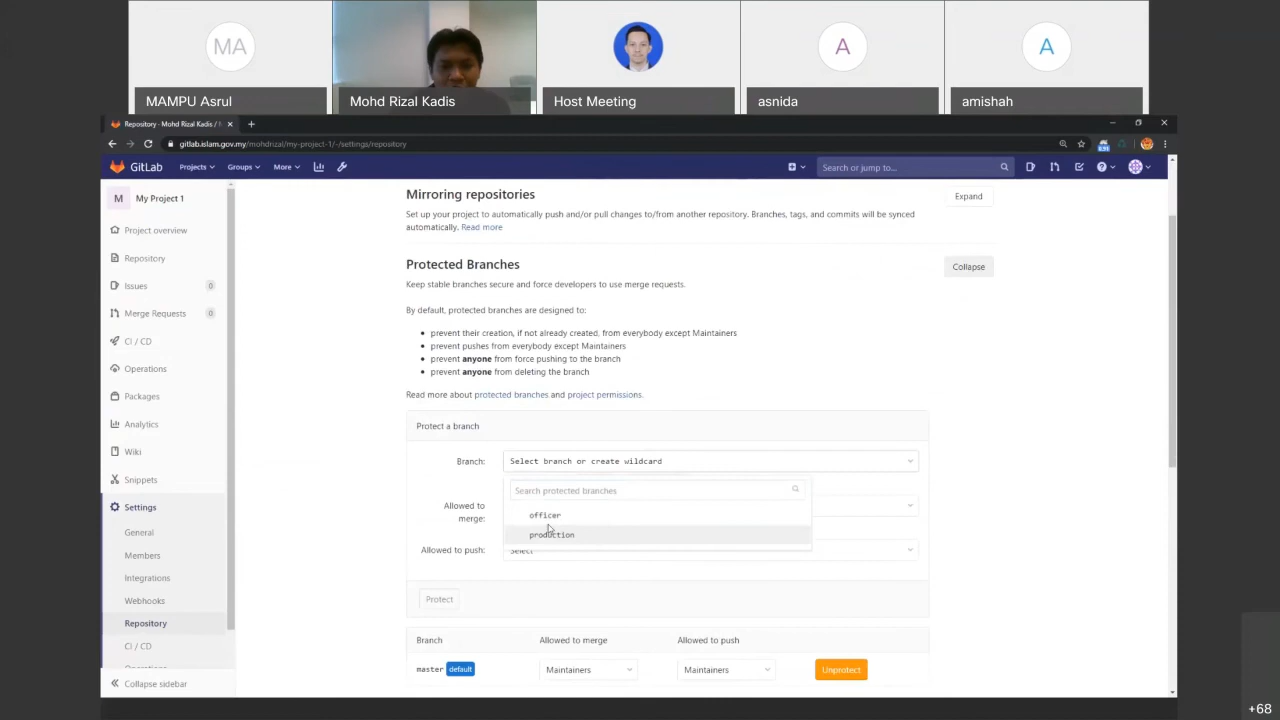 MA
A
A
MAMPU Asrul
Mohd Rizal Kadis
Host Meeting
asnida
amishah
gitlab.islam.gov.my/mohdrizal/my-project-1/-/settings/repository
GitLab
Projects
Groups
More
Search or jump to...
M
My Project 1
Project overview
Repository
Issues
0
Merge Requests
0
CI / CD
Operations
Packages
Analytics
Wiki
Snippets
Settings
General
Members
Integrations
Webhooks
Repository
CI / CD
Collapse sidebar
Mirroring repositories
Expand
Set up your project to automatically push and/or pull changes to/from another repository. Branches, tags, and commits will be synced
automatically. Read more
Protected Branches
Collapse
Keep stable branches secure and force developers to use merge requests.
By default, protected branches are designed to:
prevent their creation, if not already created, from everybody except Maintainers
prevent pushes from everybody except Maintainers
prevent anyone from force pushing to the branch
prevent anyone from deleting the branch
Read more about protected branches and project permissions.
Protect a branch
Branch:
Select branch or create wildcard
Search protected branches
officer
production
Allowed to
merge:
Allowed to push:
Select
Protect
Branch
Allowed to merge
Allowed to push
master
default
Maintainers
Maintainers
Unprotect
+68